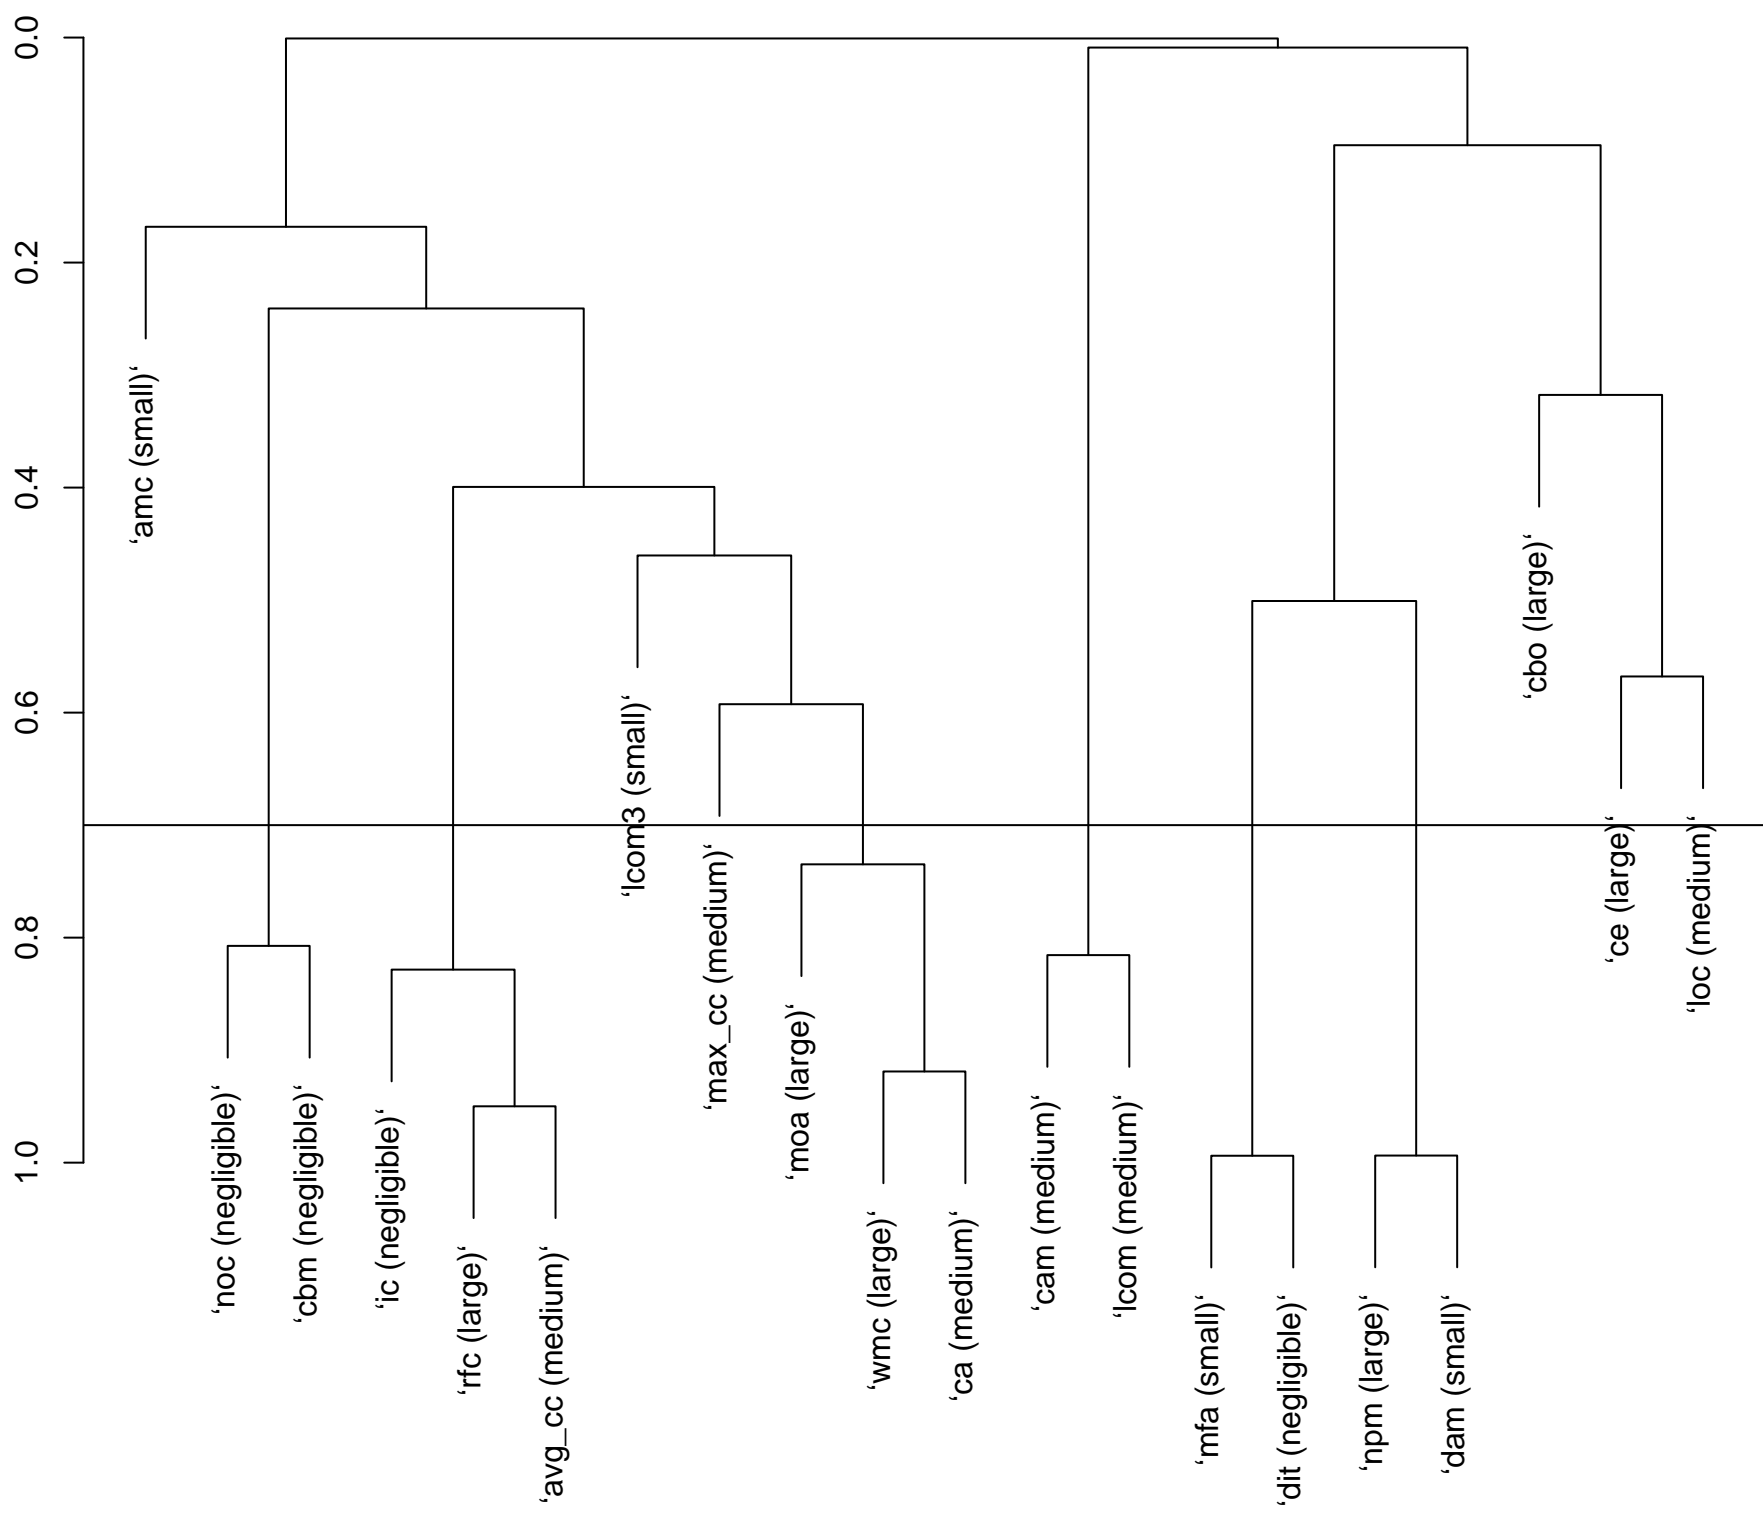 0.0
0.2
0.4
0.6
0.8
1.0
‘amc (small)‘
‘noc (negligible)‘
‘cbm (negligible)‘
‘ic (negligible)‘
‘rfc (large)‘
‘avg_cc (medium)‘
‘lcom3 (small)‘
‘max_cc (medium)‘
‘moa (large)‘
‘wmc (large)‘
‘ca (medium)‘
‘cam (medium)‘
‘lcom (medium)‘
‘mfa (small)‘
‘dit (negligible)‘
‘npm (large)‘
‘dam (small)‘
‘cbo (large)‘
‘ce (large)‘
‘loc (medium)‘